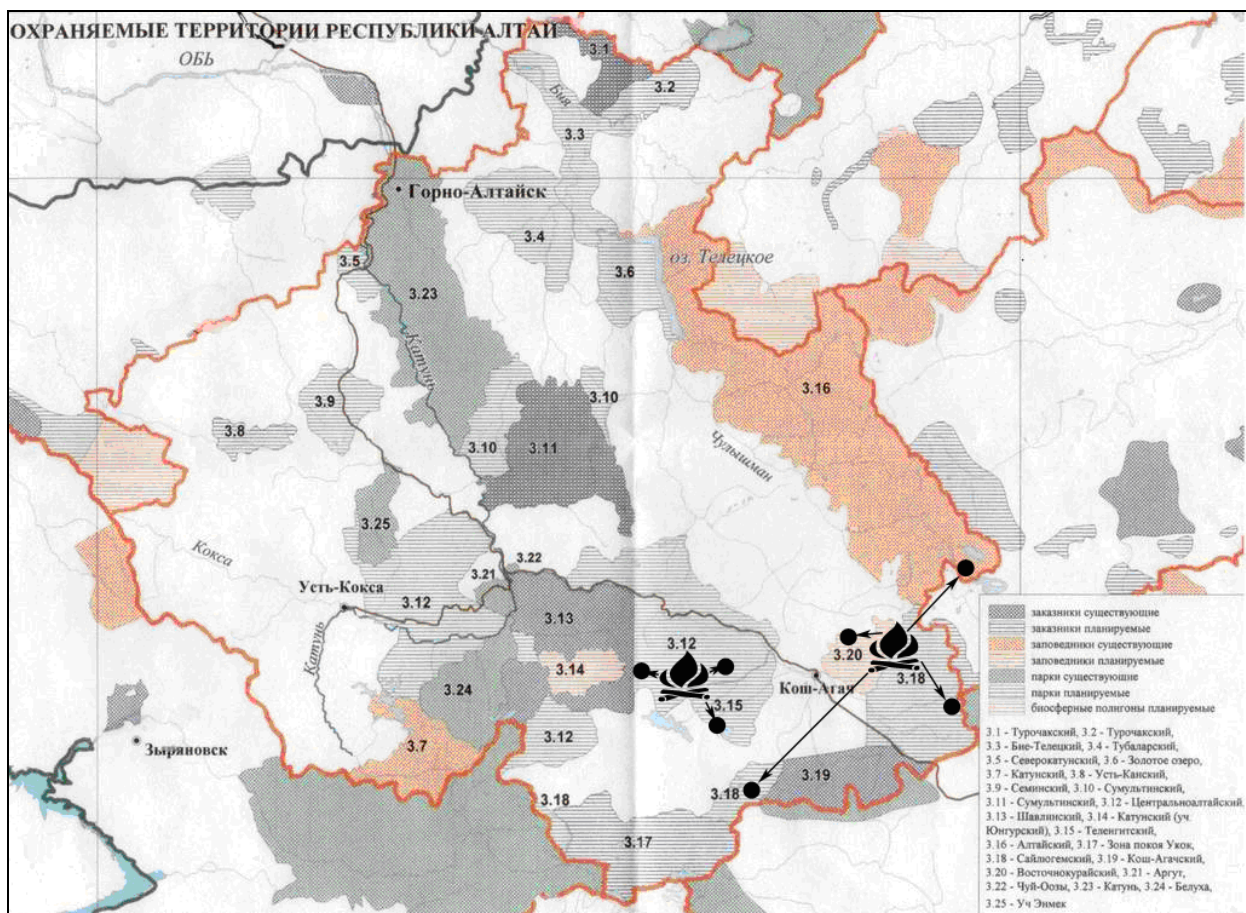 ОХРАНЯЕМЫЕ ТЕРРИТОРИИ РЕСПУБЛИКИ АЛТАЙ
ОБЬ
3.1
3.2
Бия
3.3
Горно-Алтайск
3.4
3.5
3.6
оз. Телецкое
3.23
Катунь
3.16
3.9
3.10
3.8
3.10
3.11
Чулышман
3.25
Кокса
3.22
3.21
Усть-Кокса
3.12
3.13
Катунь
3.12
3.20
3.14
3.18
Кош-Агач
3.24
3.15
3.7
3.12
Зыряновск
3.19
3.18
3.18
3.17
заказники существующие
заказники планируемые
заповедники существующие
заповедники планируемые
парки существующие
парки планируемые
биосферные полигоны планируемые
3.1 - Турочакский, 3.2 - Турочакский,
3.3 - Бие-Телецкий, 3.4 - Тубаларский,
3.5 - Северокатунский, 3.6 - Золотое озеро,
3.7 - Катунский, 3.8 - Усть-Канский,
3.9 - Семинский, 3.10 - Сумультинский,
3.11 - Сумультинский, 3.12 - Центральноалтайский,
3.13 - Шавлинский, 3.14 - Катунский (уч.
Юнгурский), 3.15 - Теленгитский,
3.16 - Алтайский, 3.17 - Зона покоя Укок,
3.18 - Сайлюгемский, 3.19 - Кош-Агачский,
3.20 - Восточнокурайский, 3.21 - Аргут,
3.22 - Чуй-Оозы, 3.23 - Катунь, 3.24 - Белуха,
3.25 - Уч Энмек